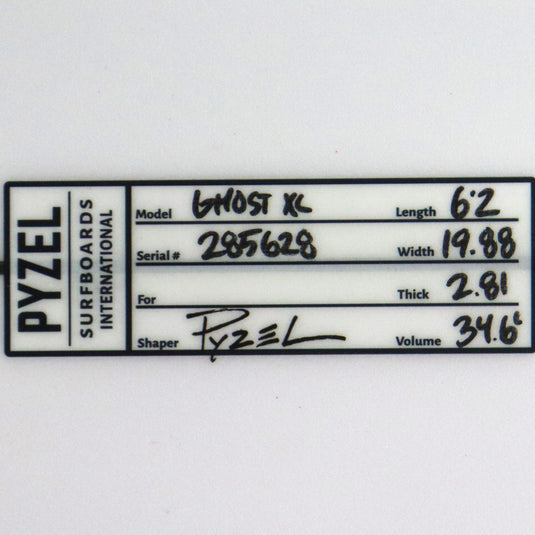 PYZEL
SURFBOARDS
INTERNATIONAL
Model GHOST XL Length 6'2
Serial # 285628 Width 19.88
For Thick 2.81
Shaper PYZEL Volume 34.6L